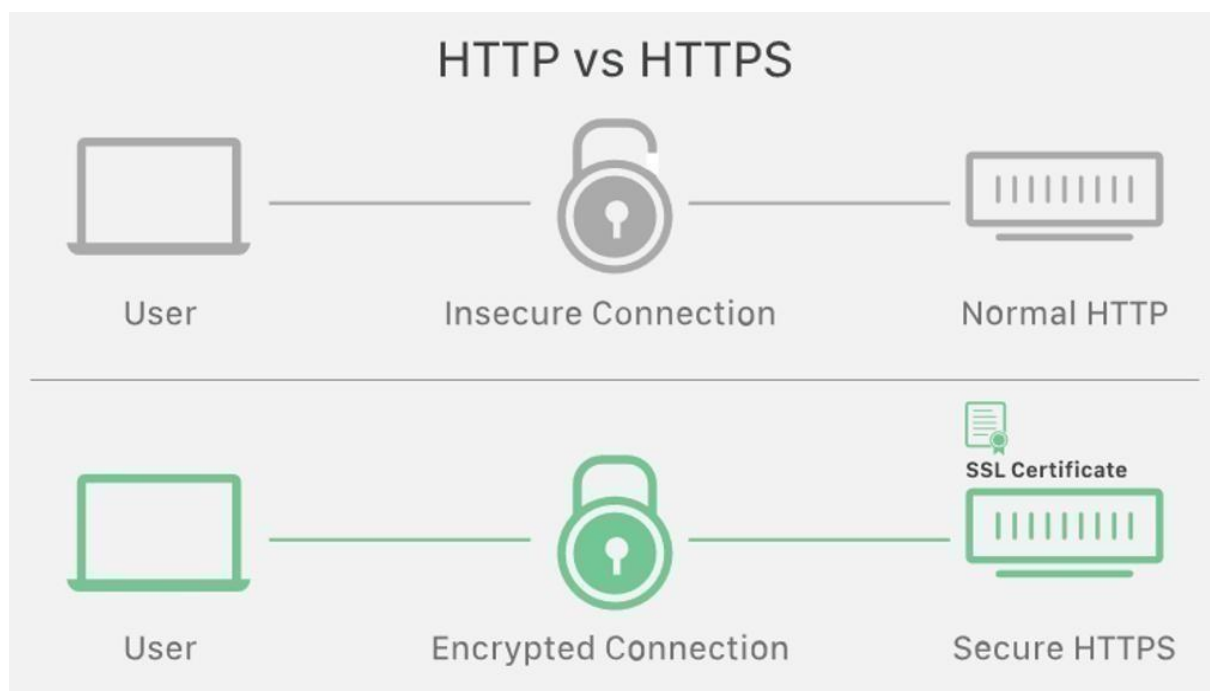 HTTP vs HTTPS
User
Insecure Connection
Normal HTTP
SSL Certificate
User
Encrypted Connection
Secure HTTPS